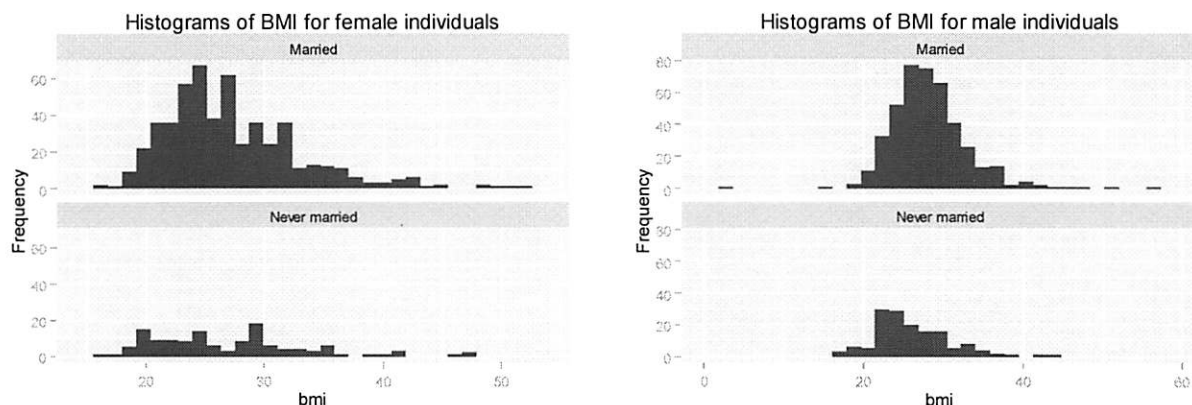 Histograms of BMI for female individuals
Married
60
40
20
0
Never married
60
40
20
0
Frequency
20 30 40 50
bmi
Histograms of BMI for male individuals
Married
80
60
40
20
0
Never married
80
60
40
20
0
Frequency
0 20 40 60
bmi